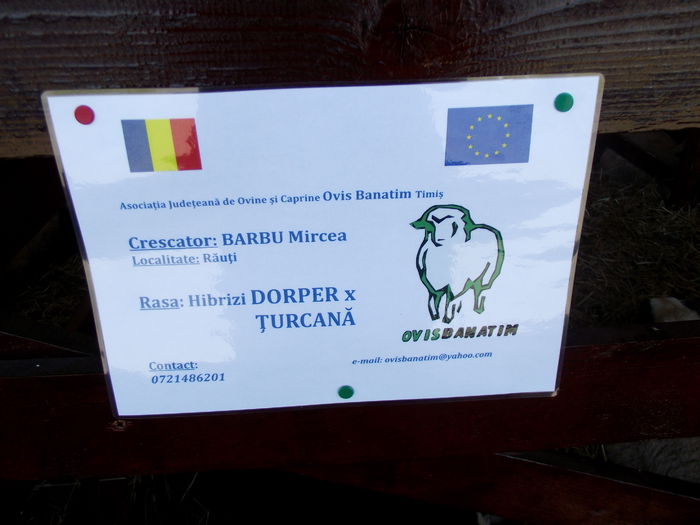 Asociația Județeană de Ovine și Caprine Ovis Banatim Timiș
Crescator: BARBU Mircea
Localitate: Răuți
Rasa: Hibrizi DORPER x
ŢURCANĂ
OVISBANATIM
Contact:
0721486201
e-mail: ovisbanatim@yahoo.com